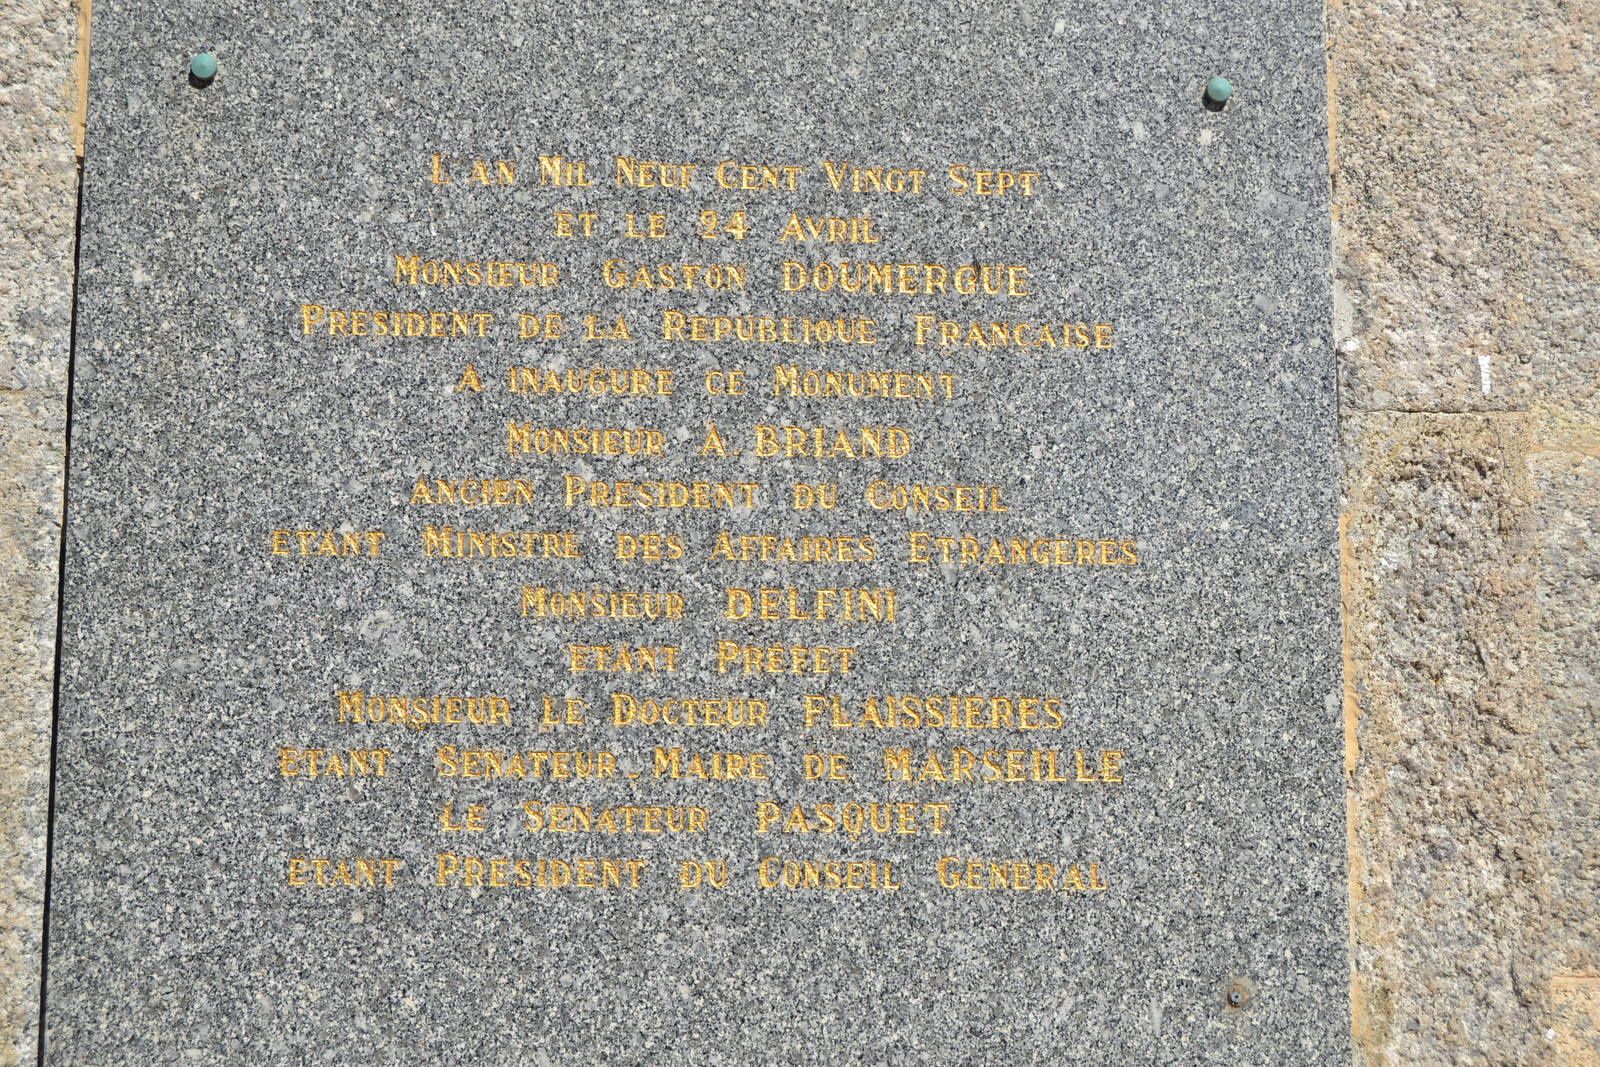 L'AN MIL NEUF CENT VINGT SEPT
ET LE 24 AVRIL
MONSIEUR GASTON DOUMERGUE
PRESIDENT DE LA REPUBLIQUE FRANÇAISE
A INAUGURE CE MONUMENT
MONSIEUR A. BRIAND
ANCIEN PRESIDENT DU CONSEIL
ETANT MINISTRE DES AFFAIRES ETRANGERES
MONSIEUR DELFINI
ETANT PRÉFET
MONSIEUR LE DOCTEUR FLAISSIERES
ETANT SENATEUR-MAIRE DE MARSEILLE
LE SENATEUR PASQUET
ETANT PRESIDENT DU CONSEIL GENERAL